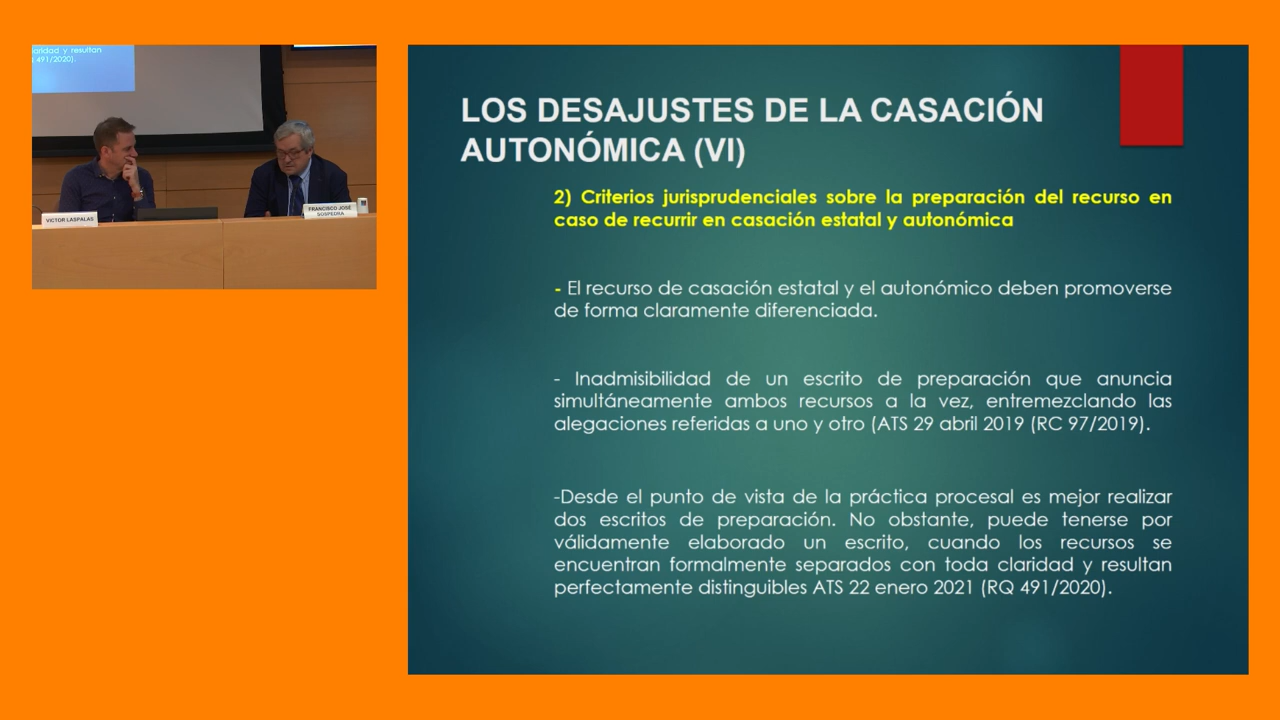 aridad y resultan
491/2020).
VICTOR LASPALAS
FRANCISCO JOSÉ
SOSPEDRA
LOS DESAJUSTES DE LA CASACIÓN
AUTONÓMICA (VI)
2) Criterios jurisprudenciales sobre la preparación del recurso en
caso de recurrir en casación estatal y autonómica
- El recurso de casación estatal y el autonómico deben promoverse
de forma claramente diferenciada.
- Inadmisibilidad de un escrito de preparación que anuncia
simultáneamente ambos recursos a la vez, entremezclando las
alegaciones referidas a uno y otro (ATS 29 abril 2019 (RC 97/2019).
-Desde el punto de vista de la práctica procesal es mejor realizar
dos escritos de preparación. No obstante, puede tenerse por
válidamente elaborado un escrito, cuando los recursos se
encuentran formalmente separados con toda claridad y resultan
perfectamente distinguibles ATS 22 enero 2021 (RQ 491/2020).